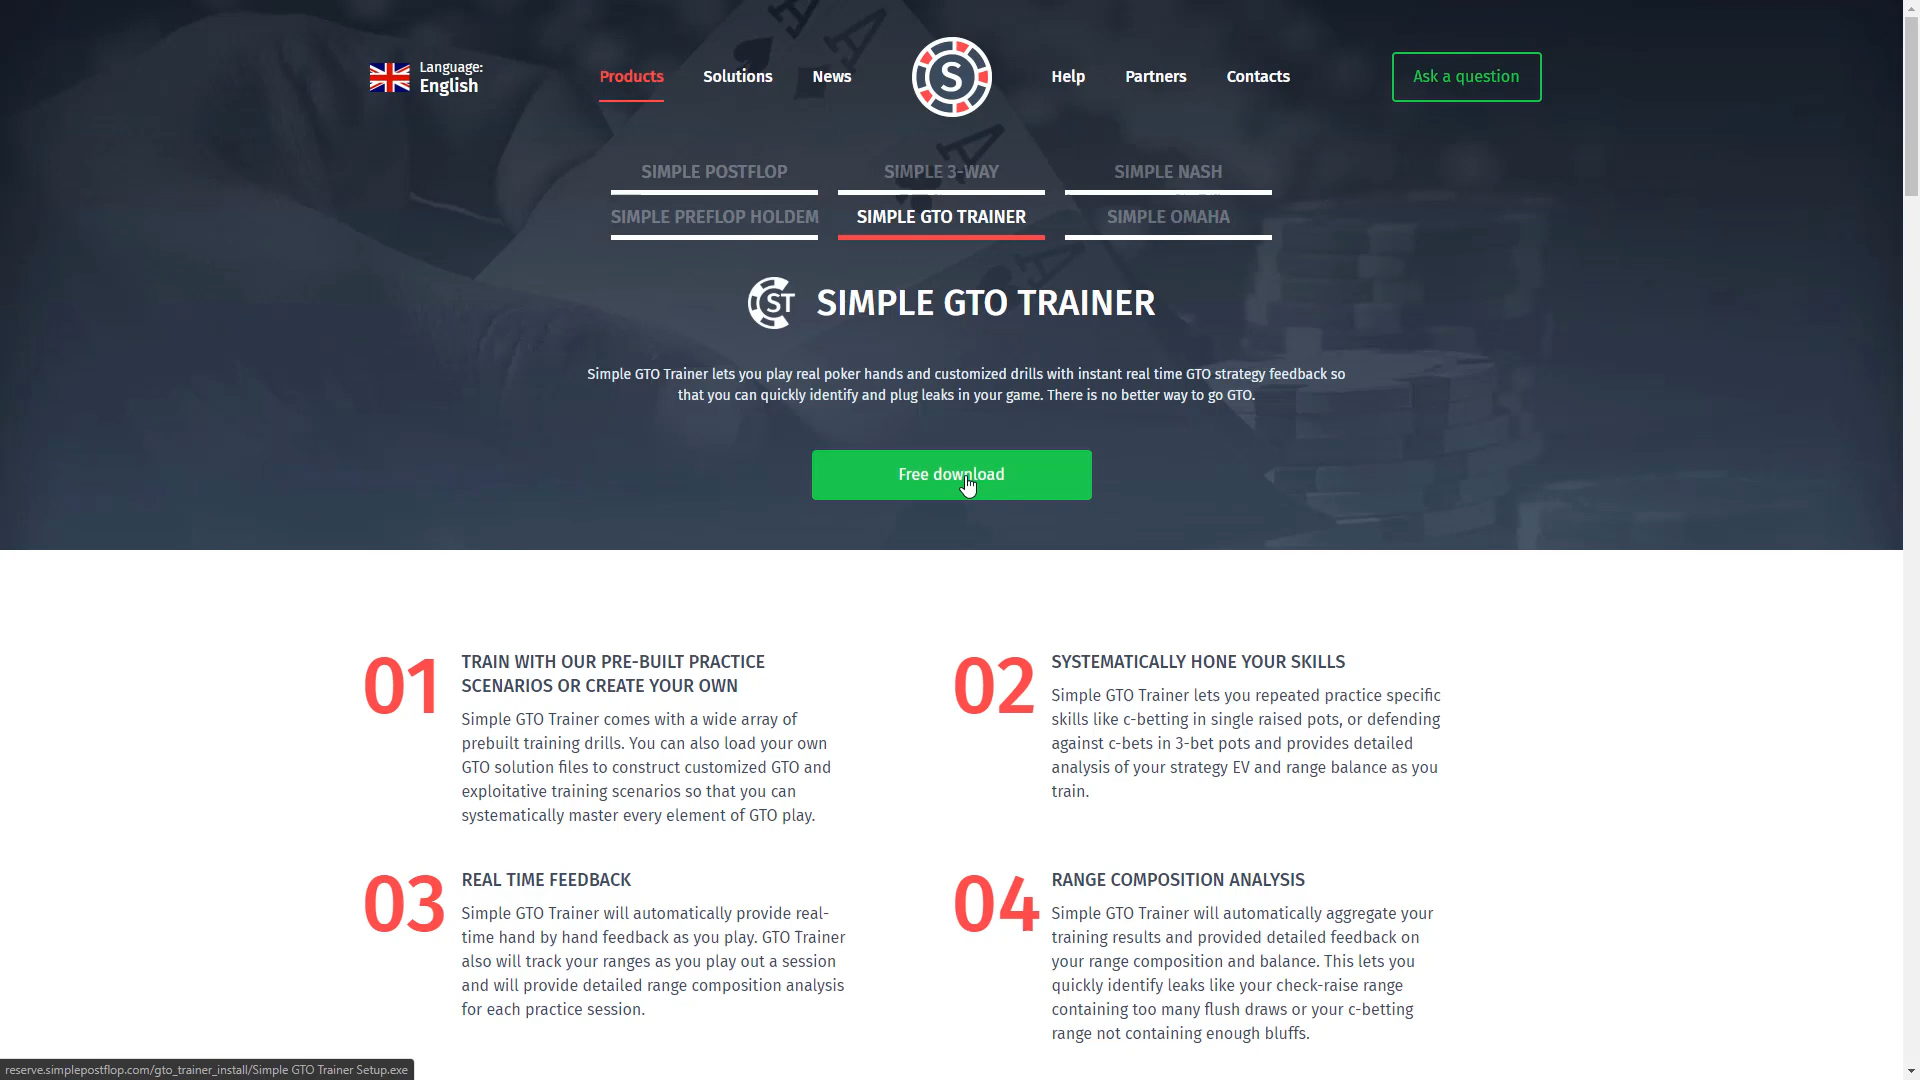 Language:
English
Products
Solutions
News
S
Help
Partners
Contacts
Ask a question
SIMPLE POSTFLOP
SIMPLE 3-WAY
SIMPLE NASH
SIMPLE PREFLOP HOLDEM
SIMPLE GTO TRAINER
SIMPLE OMAHA
ST SIMPLE GTO TRAINER
Simple GTO Trainer lets you play real poker hands and customized drills with instant real time GTO strategy feedback so
that you can quickly identify and plug leaks in your game. There is no better way to go GTO.
Free download
01
TRAIN WITH OUR PRE-BUILT PRACTICE
SCENARIOS OR CREATE YOUR OWN
Simple GTO Trainer comes with a wide array of
prebuilt training drills. You can also load your own
GTO solution files to construct customized GTO and
exploitative training scenarios so that you can
systematically master every element of GTO play.
02
SYSTEMATICALLY HONE YOUR SKILLS
Simple GTO Trainer lets you repeated practice specific
skills like c-betting in single raised pots, or defending
against c-bets in 3-bet pots and provides detailed
analysis of your strategy EV and range balance as you
train.
03
REAL TIME FEEDBACK
Simple GTO Trainer will automatically provide real-
time hand by hand feedback as you play. GTO Trainer
also will track your ranges as you play out a session
and will provide detailed range composition analysis
for each practice session.
04
RANGE COMPOSITION ANALYSIS
Simple GTO Trainer will automatically aggregate your
training results and provided detailed feedback on
your range composition and balance. This lets you
quickly identify leaks like your check-raise range
containing too many flush draws or your c-betting
range not containing enough bluffs.
reserve.simplepostflop.com/gto_trainer_install/Simple GTO Trainer Setup.exe